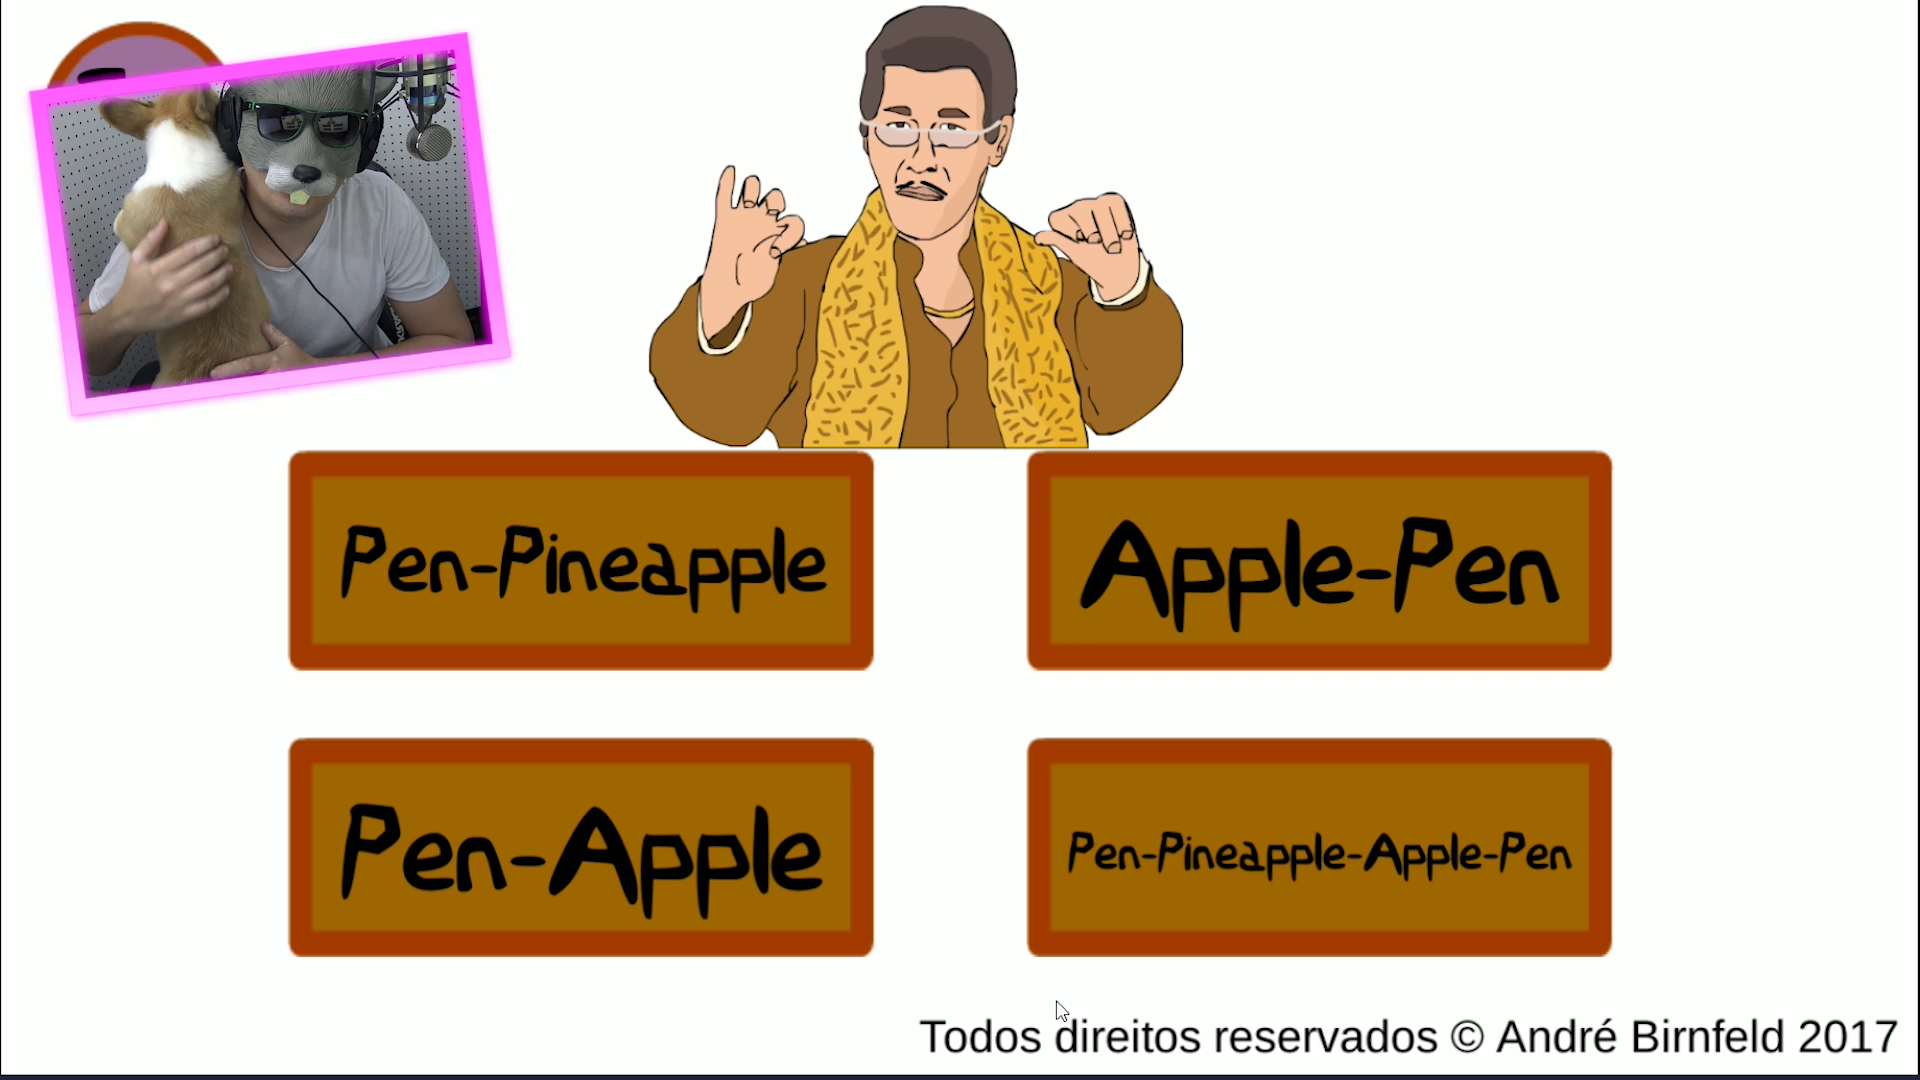 Pen-Pineapple
Apple-Pen
Pen-Apple
Pen-Pineapple-Apple-Pen
Todos direitos reservados © André Birnfeld 2017